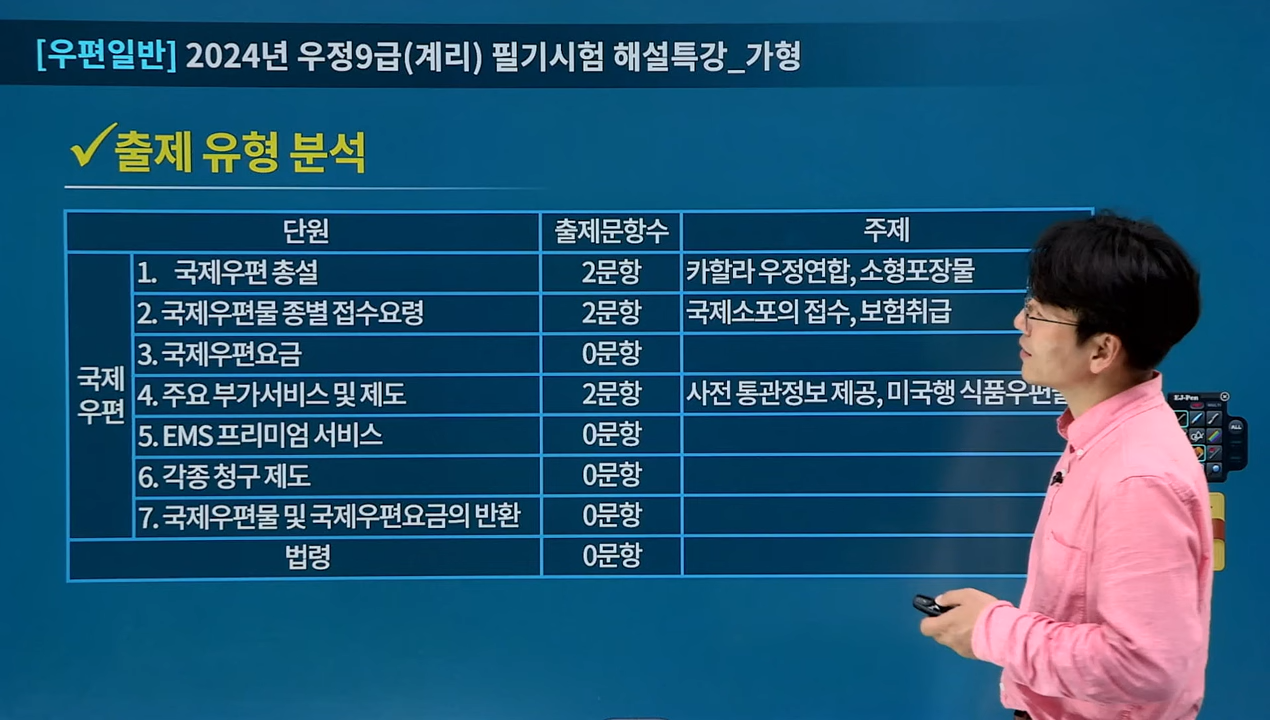 [우편일반] 2024년 우정9급(계리) 필기시험 해설특강_가형
✓출제 유형 분석
단원 출제문항수 주제
국제우편
1. 국제우편 총설 2문항 카할라 우정연합, 소형포장물
2. 국제우편물 종별 접수요령 2문항 국제소포의 접수, 보험취급
3. 국제우편요금 0문항
4. 주요 부가서비스 및 제도 2문항 사전 통관정보 제공, 미국행 식품우편물
5. EMS 프리미엄 서비스 0문항
6. 각종 청구 제도 0문항
7. 국제우편물 및 국제우편요금의 반환 0문항
법령 0문항
EJ-Pen
ALL